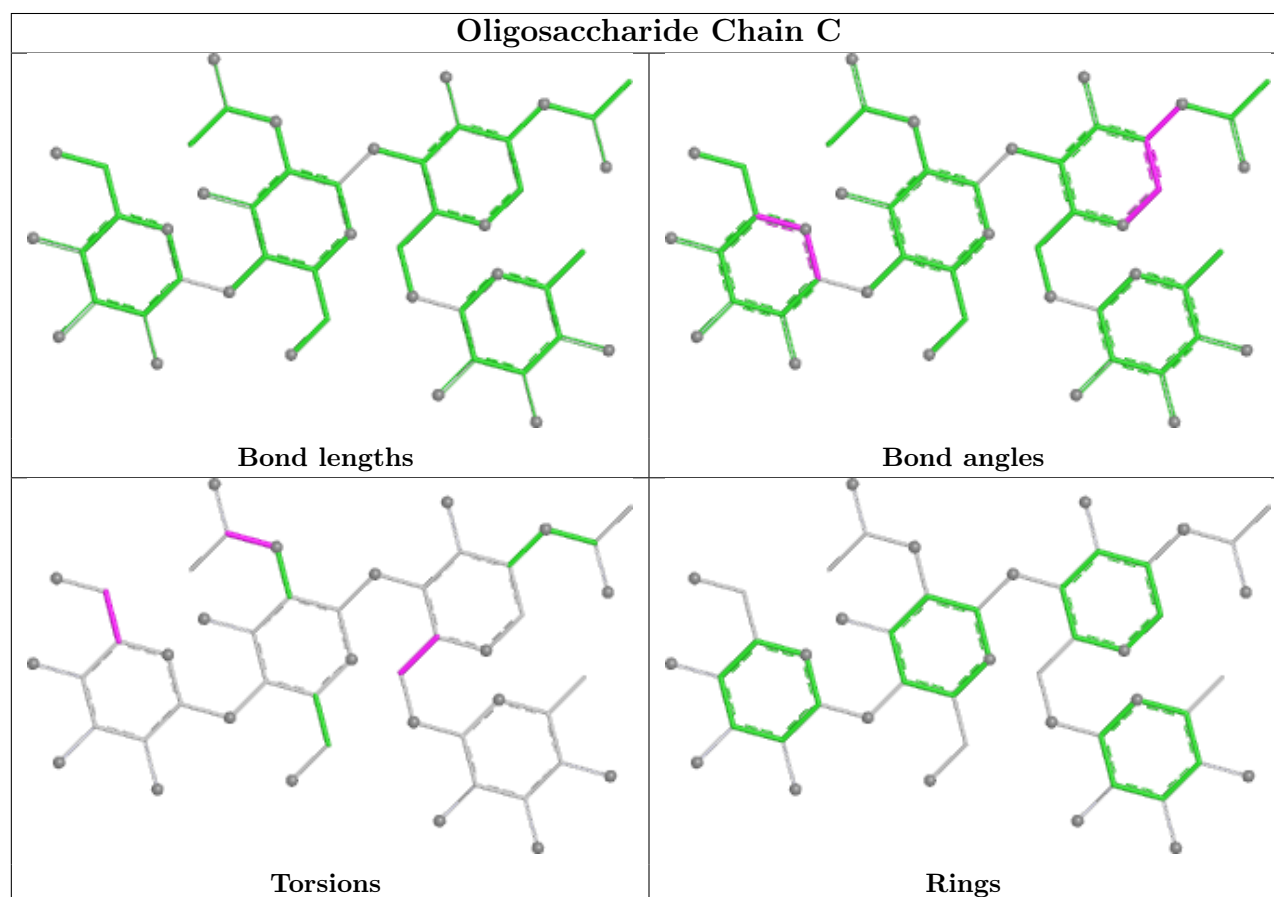 Oligosaccharide Chain C
Bond lengths
Bond angles
Torsions
Rings